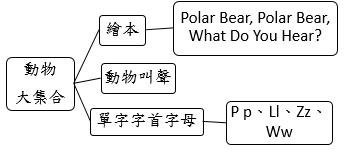 動物
大集合
繪本
Polar Bear, Polar Bear,
What Do You Hear?
動物叫聲
單字字首字母
P p、Ll、Zz、
Ww